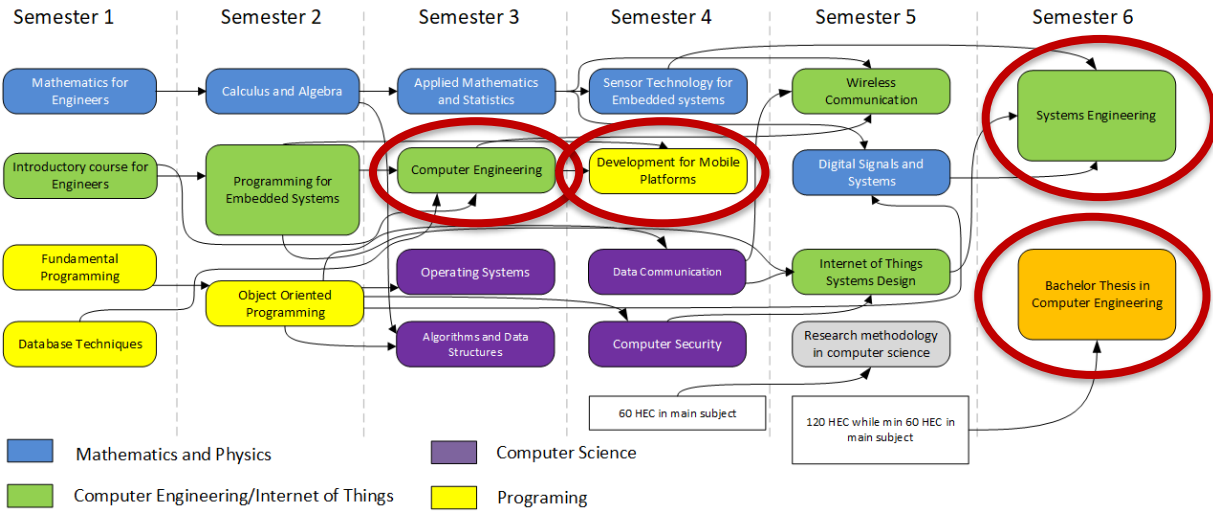 Semester 1
Semester 2
Semester 3
Semester 4
Semester 5
Semester 6
Mathematics for
Engineers
Calculus and Algebra
Applied Mathematics
and Statistics
Sensor Technology for
Embedded systems
Wireless
Communication
Systems Engineering
Introductory course for
Engineers
Programming for
Embedded Systems
Computer Engineering
Development for Mobile
Platforms
Digital Signals and
Systems
Fundamental
Programming
Object Oriented
Programming
Operating Systems
Data Communication
Internet of Things
Systems Design
Bachelor Thesis in
Computer Engineering
Database Techniques
Algorithms and Data
Structures
Computer Security
Research methodology
in computer science
60 HEC in main subject
120 HEC while min 60 HEC in
main subject
Mathematics and Physics
Computer Science
Computer Engineering/Internet of Things
Programing